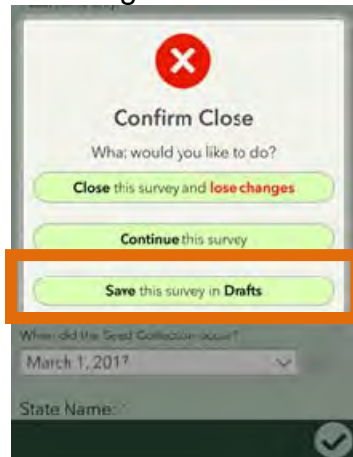 Confirm Close
What would you like to do?
Close this survey and lose changes
Continue this survey
Save this survey in Drafts
When did the Seed Collection occur?
March 1, 2017
State Name: